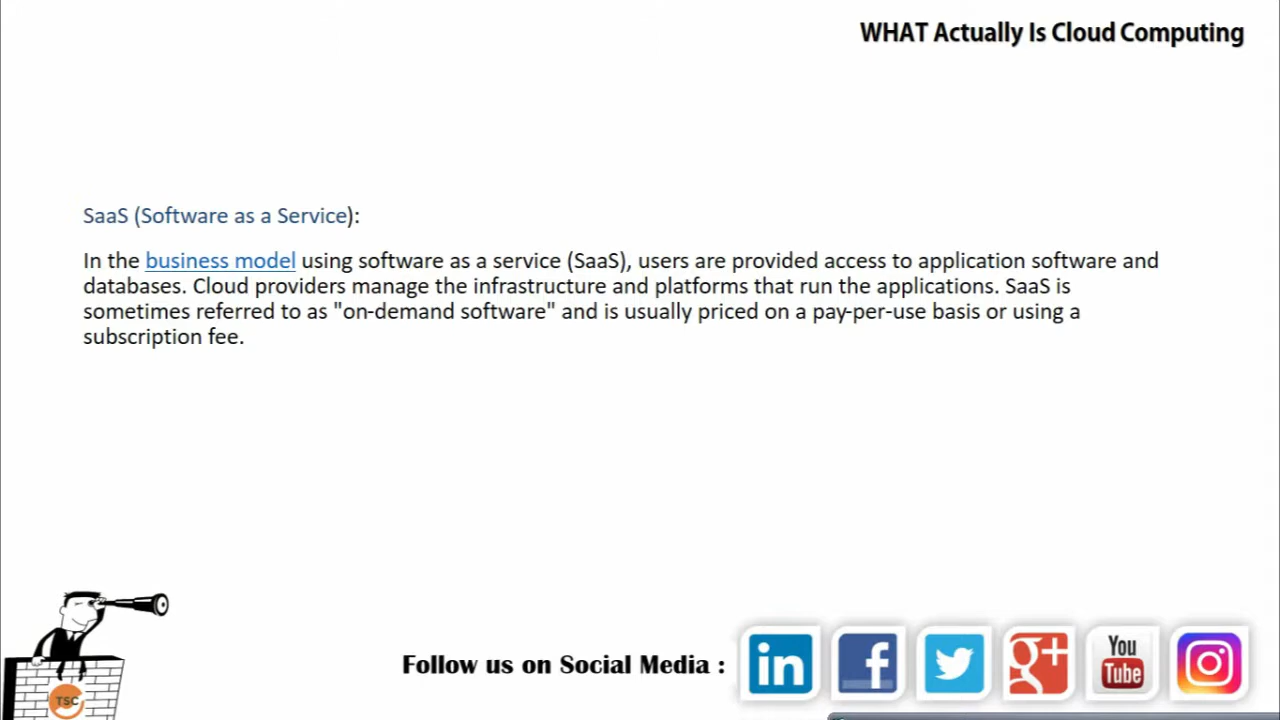 WHAT Actually Is Cloud Computing
SaaS (Software as a Service):
In the business model using software as a service (SaaS), users are provided access to application software and
databases. Cloud providers manage the infrastructure and platforms that run the applications. SaaS is
sometimes referred to as "on-demand software" and is usually priced on a pay-per-use basis or using a
subscription fee.
TSC
Follow us on Social Media :
in
f
g+
You
Tube